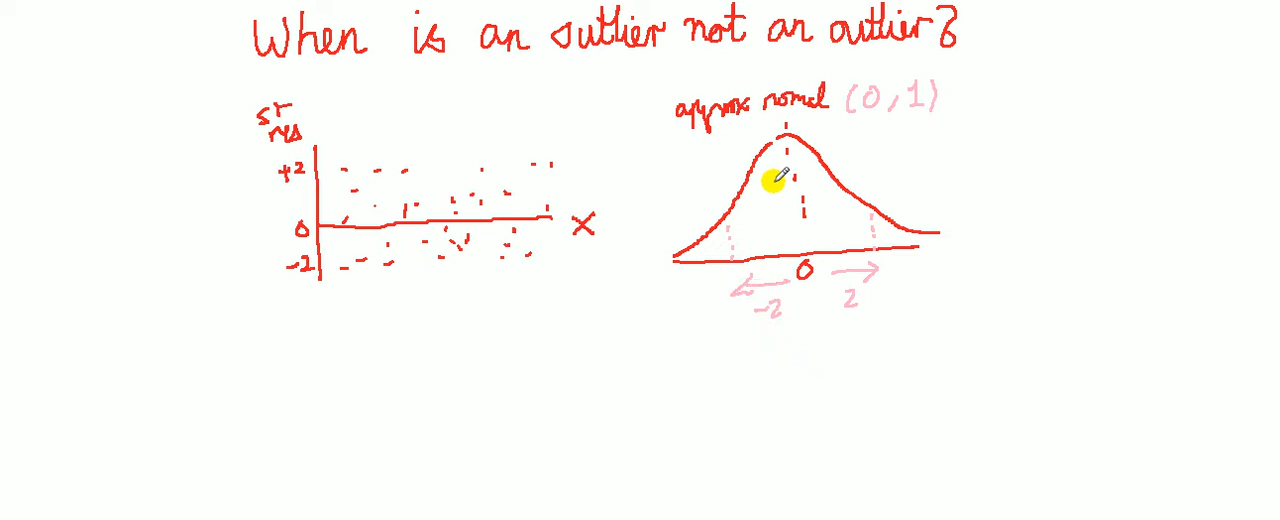 When is an outlier not an outlier?
approx normal (0, 1)
st
res
+2
0
-2
X
0
-2
2